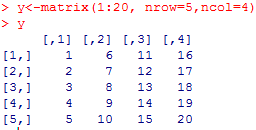 > y<-matrix(1:20, nrow=5,ncol=4)
> y
     [,1] [,2] [,3] [,4]
[1,]    1    6   11   16
[2,]    2    7   12   17
[3,]    3    8   13   18
[4,]    4    9   14   19
[5,]    5   10   15   20